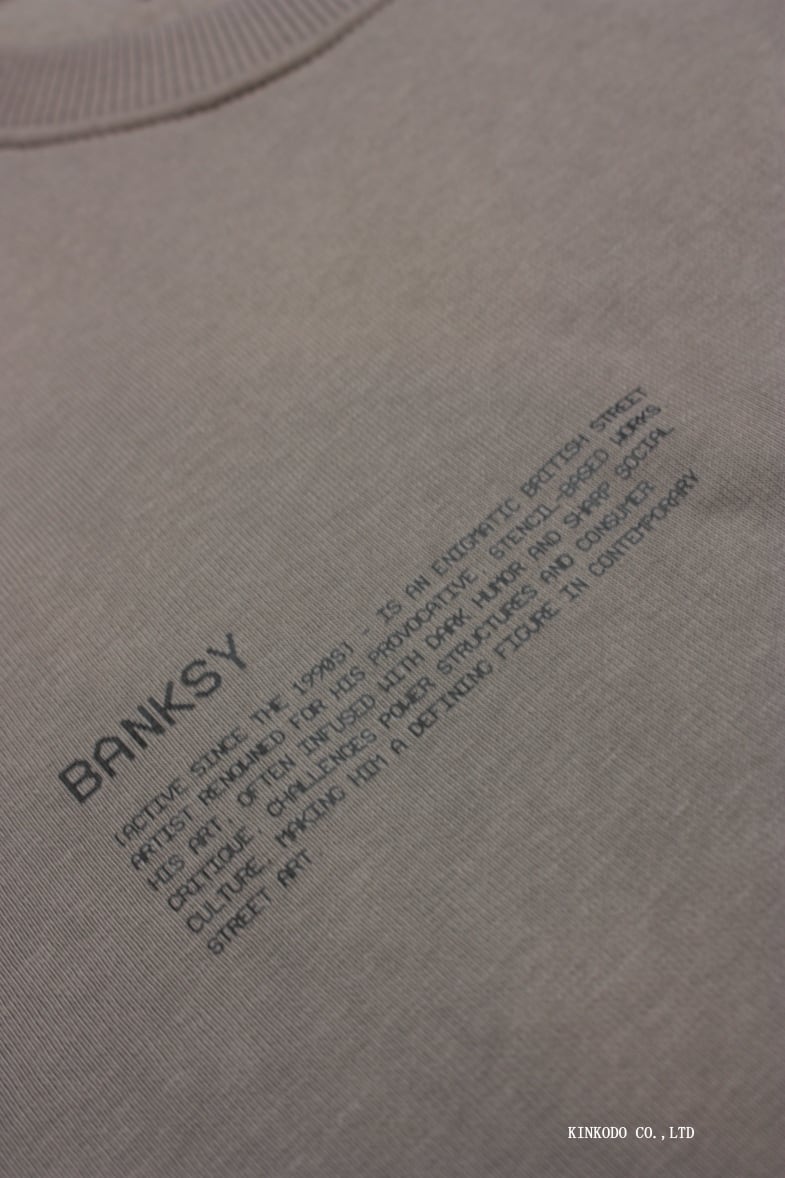 BANKSY
(ACTIVE SINCE THE 1990S) - IS AN ENIGMATIC BRITISH STREET
ARTIST RENOWNED FOR HIS PROVOCATIVE, STENCIL-BASED WORKS
HIS ART, OFTEN INFUSED WITH DARK HUMOR AND SHARP SOCIAL
CRITIQUE, CHALLENGES POWER STRUCTURES AND CONSUMER
CULTURE, MAKING HIM A DEFINING FIGURE IN CONTEMPORARY
STREET ART
KINKODO CO.,LTD